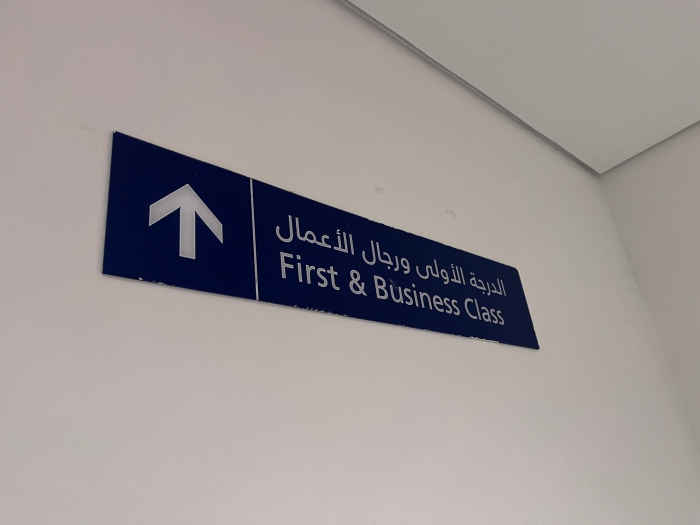 الدرجة الأولى ورجال الأعمال
First & Business Class